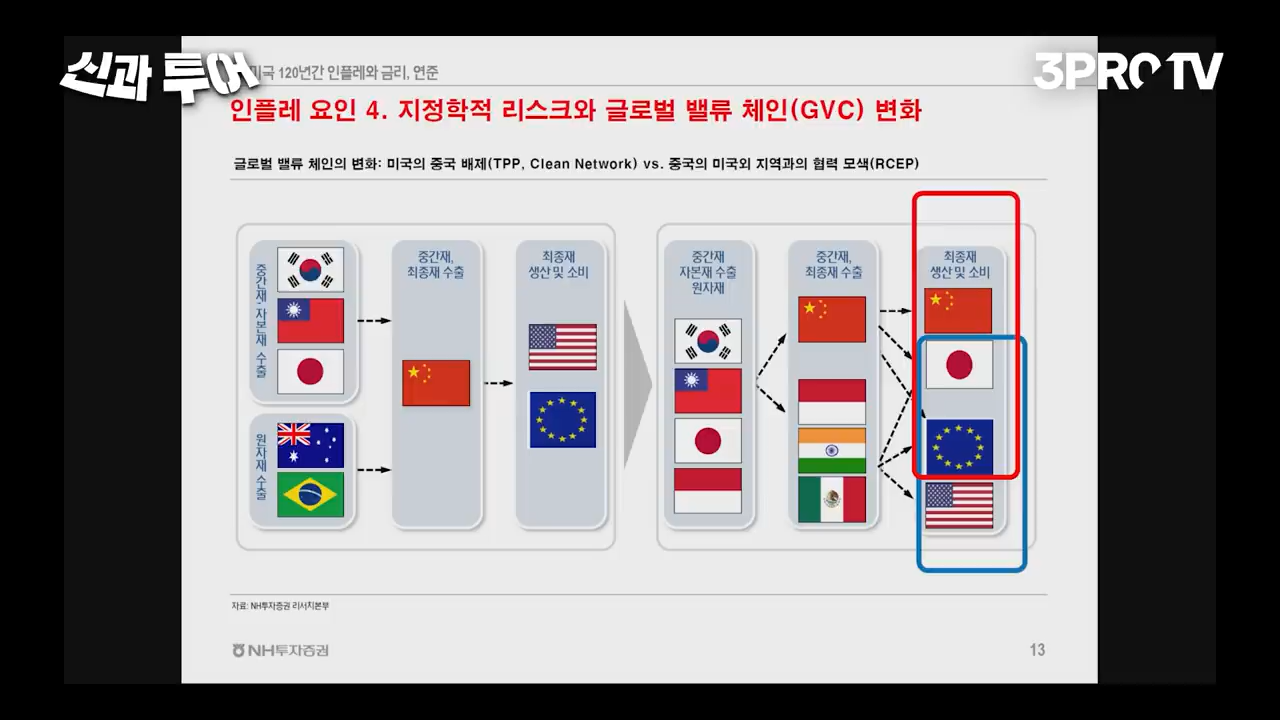 신과 투어
미국 120년간 인플레와 금리, 연준
3PROTV
인플레 요인 4. 지정학적 리스크와 글로벌 밸류 체인(GVC) 변화
글로벌 밸류 체인의 변화: 미국의 중국 배제(TPP, Clean Network) vs. 중국의 미국외 지역과의 협력 모색(RCEP)
중간재·자본재 수출
원자재 수출
중간재,
최종재 수출
최종재
생산 및 소비
중간재
자본재 수출
원자재
중간재,
최종재 수출
최종재
생산 및 소비
자료: NH투자증권 리서치본부
NH투자증권
13